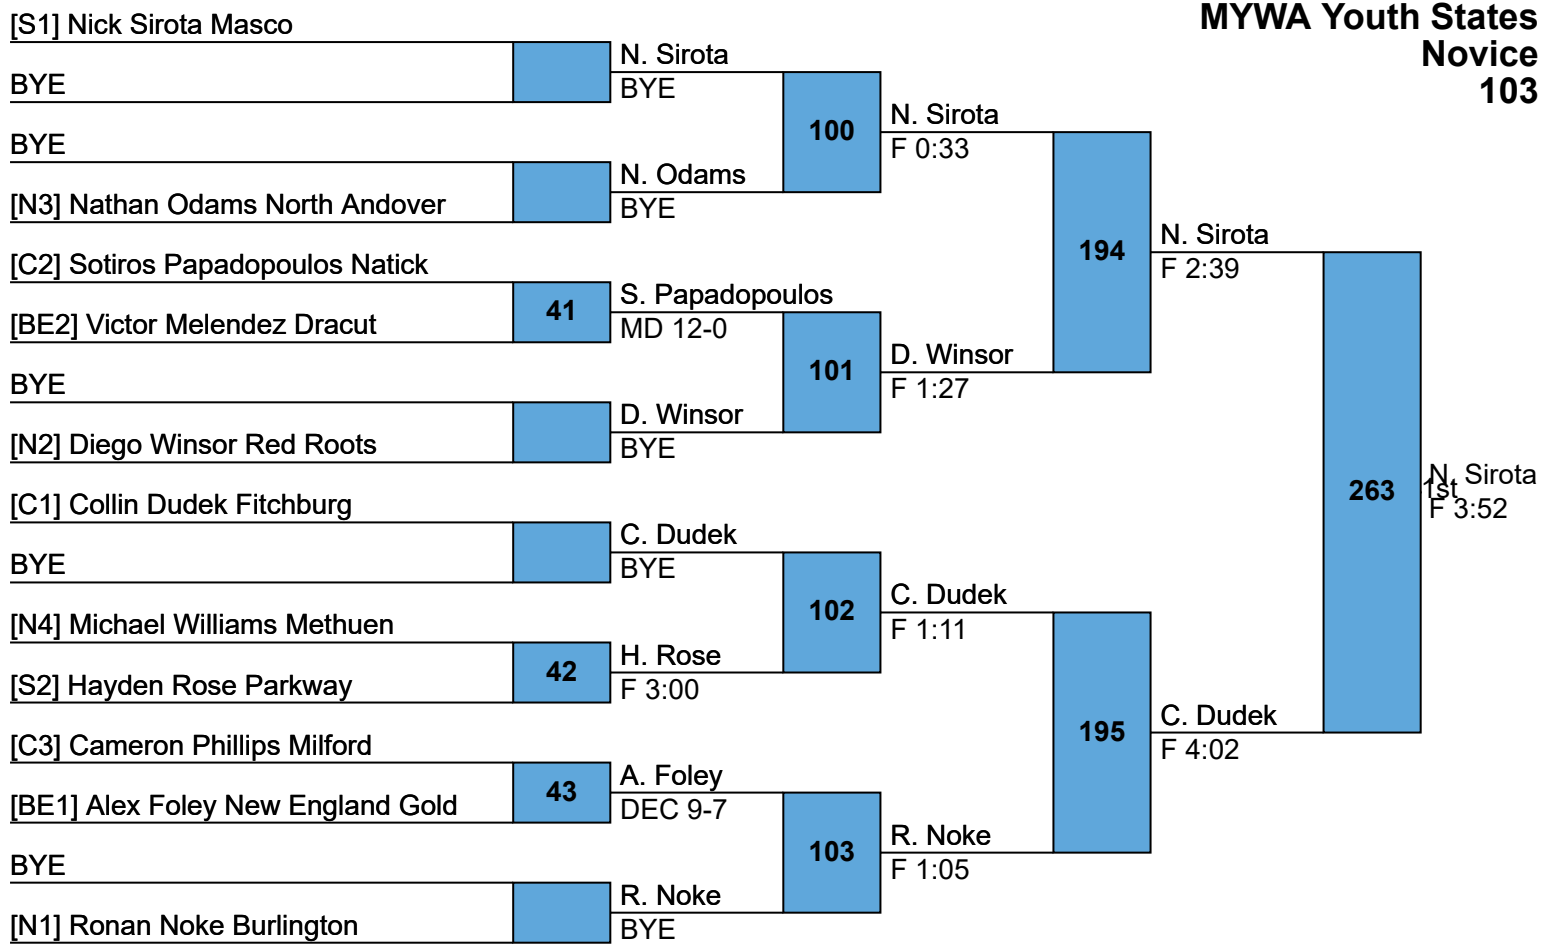 MYWA Youth States
Novice
103
[S1] Nick Sirota Masco
BYE
BYE
[N3] Nathan Odams North Andover
[C2] Sotiros Papadopoulos Natick
[BE2] Victor Melendez Dracut
BYE
[N2] Diego Winsor Red Roots
[C1] Collin Dudek Fitchburg
BYE
[N4] Michael Williams Methuen
[S2] Hayden Rose Parkway
[C3] Cameron Phillips Milford
[BE1] Alex Foley New England Gold
BYE
[N1] Ronan Noke Burlington
41
42
43
N. Sirota
BYE
N. Odams
BYE
S. Papadopoulos
MD 12-0
D. Winsor
BYE
C. Dudek
BYE
H. Rose
F 3:00
A. Foley
DEC 9-7
R. Noke
BYE
100
101
102
103
N. Sirota
F 0:33
D. Winsor
F 1:27
C. Dudek
F 1:11
R. Noke
F 1:05
194
195
N. Sirota
F 2:39
C. Dudek
F 4:02
263
N. Sirota
1st
F 3:52